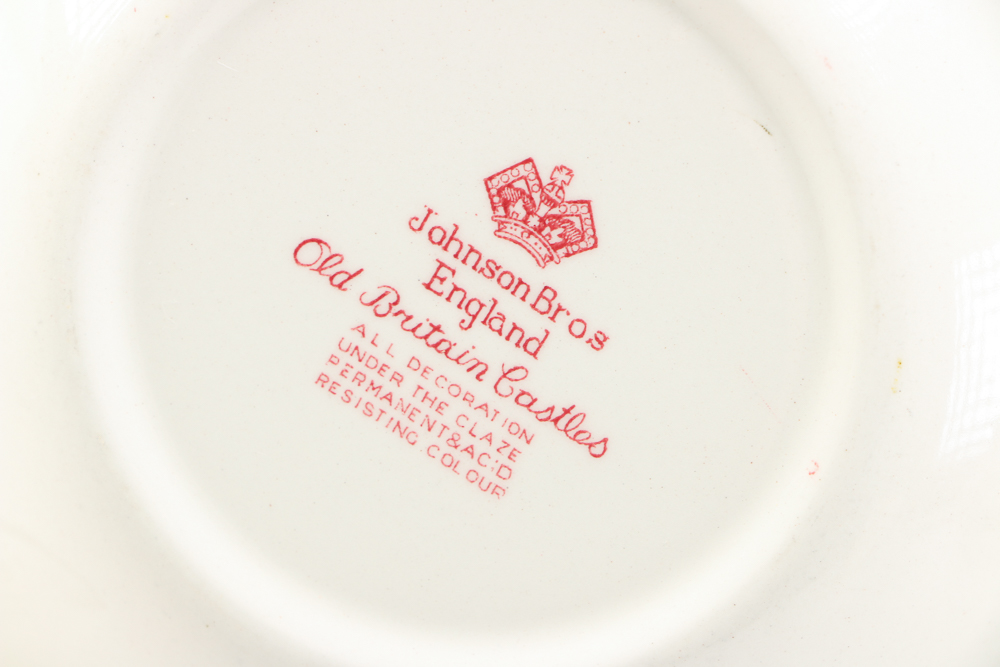 Johnson Bros
England
Old Britain Castles
ALL DECORATION
UNDER THE GLAZE
PERMANENT & ACID
RESISTING COLOUR